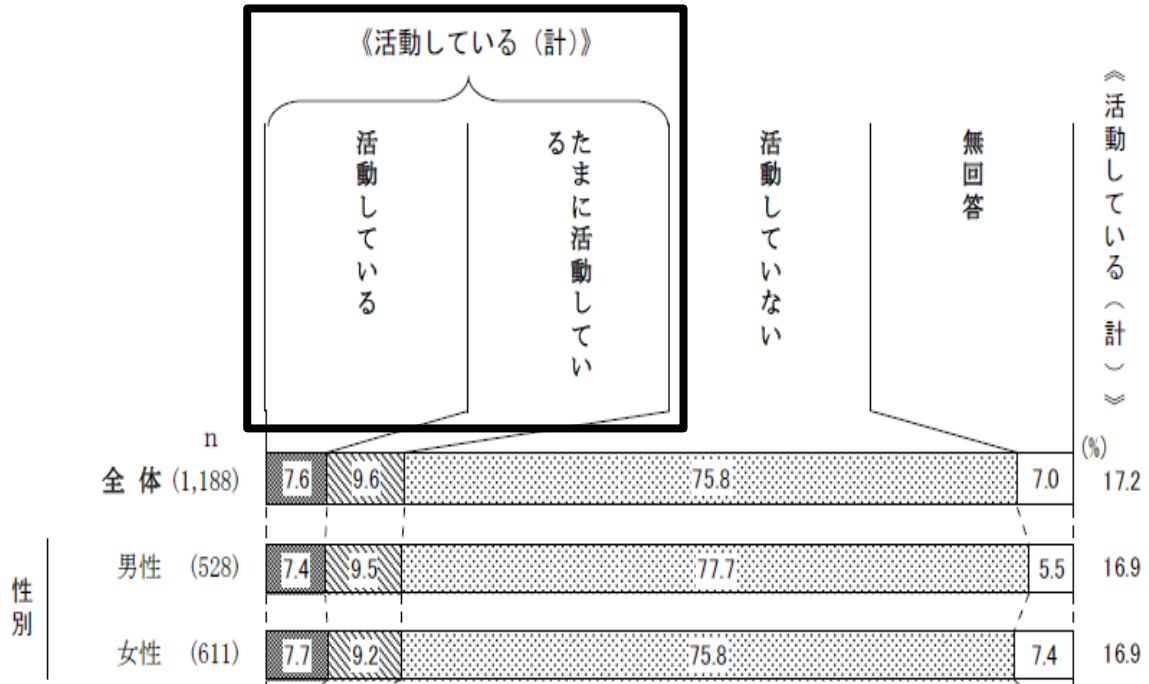 《活動している（計）》
活動している
たまに活動してい
る
活動していない
無回答
《活動している（計）》
n
(%)
全 体 (1,188) 7.6 9.6 75.8 7.0 17.2
性別
男性 (528) 7.4 9.5 77.7 5.5 16.9
女性 (611) 7.7 9.2 75.8 7.4 16.9